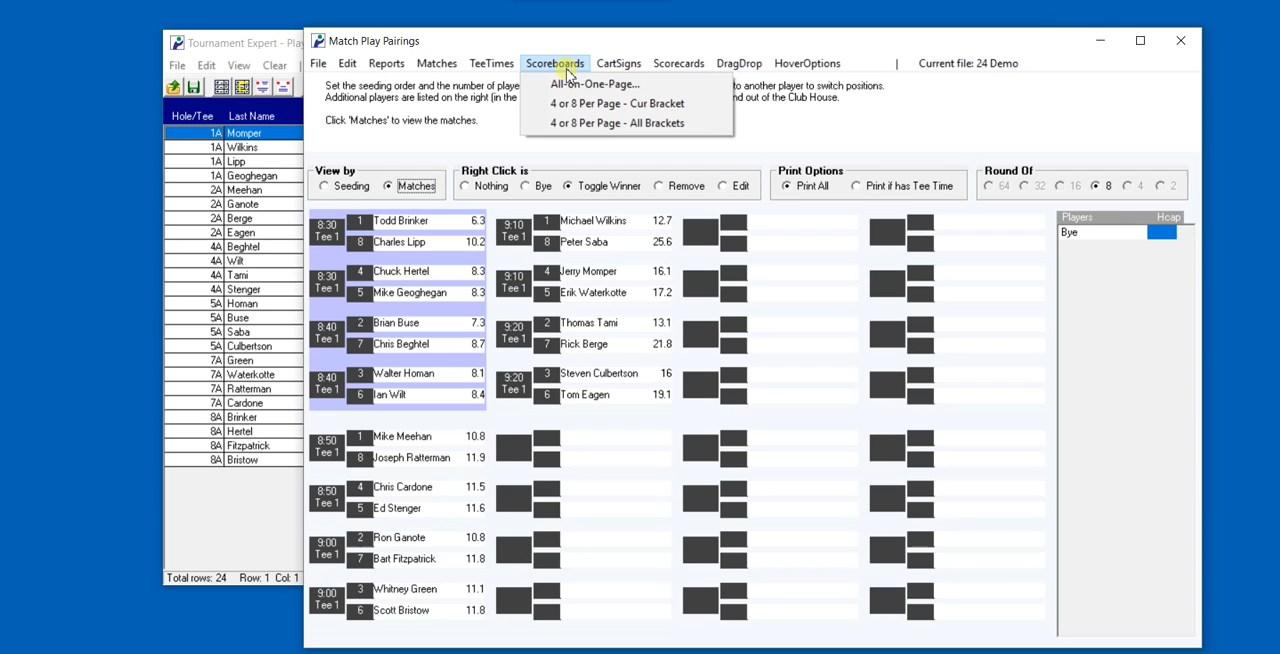 Tournament Expert - Play
File Edit View Clear
Hole/Tee Last Name
1A Momper
1A Wilkins
1A Lipp
1A Geoghegan
2A Meehan
2A Ganote
2A Berge
2A Eagen
4A Beghtel
4A Wilt
4A Tami
4A Stenger
5A Homan
5A Buse
5A Saba
5A Culbertson
7A Green
7A Waterkotte
7A Ratterman
7A Cardone
8A Brinker
8A Hertel
8A Fitzpatrick
8A Bristow
Total rows: 24 Row: 1 Col: 1
Match Play Pairings
File Edit Reports Matches TeeTimes Scoreboards CartSigns Scorecards DragDrop HoverOptions | Current file: 24 Demo
Set the seeding order and the number of playe to another player to switch positions.
Additional players are listed on the right (in the nd out of the Club House.
Click 'Matches' to view the matches.
All-on-One-Page...
4 or 8 Per Page - Cur Bracket
4 or 8 Per Page - All Brackets
View by
Seeding Matches
Right Click is
Nothing Bye Toggle Winner Remove Edit
Print Options
Print All Print if has Tee Time
Round Of
64 32 16 8 4 2
8:30 Tee 1 1 Todd Brinker 6.3
8 Charles Lipp 10.2
8:30 Tee 1 4 Chuck Hertel 8.3
5 Mike Geoghegan 8.3
8:40 Tee 1 2 Brian Buse 7.3
7 Chris Beghtel 8.7
8:40 Tee 1 3 Walter Homan 8.1
6 Ian Wilt 8.4
9:10 Tee 1 1 Michael Wilkins 12.7
8 Peter Saba 25.6
9:10 Tee 1 4 Jerry Momper 16.1
5 Erik Waterkotte 17.2
9:20 Tee 1 2 Thomas Tami 13.1
7 Rick Berge 21.8
9:20 Tee 1 3 Steven Culbertson 16
6 Tom Eagen 19.1
8:50 Tee 1 1 Mike Meehan 10.8
8 Joseph Ratterman 11.9
8:50 Tee 1 4 Chris Cardone 11.5
5 Ed Stenger 11.6
9:00 Tee 1 2 Ron Ganote 10.8
7 Bart Fitzpatrick 11.8
9:00 Tee 1 3 Whitney Green 11.1
6 Scott Bristow 11.8
Players Hcap
Bye